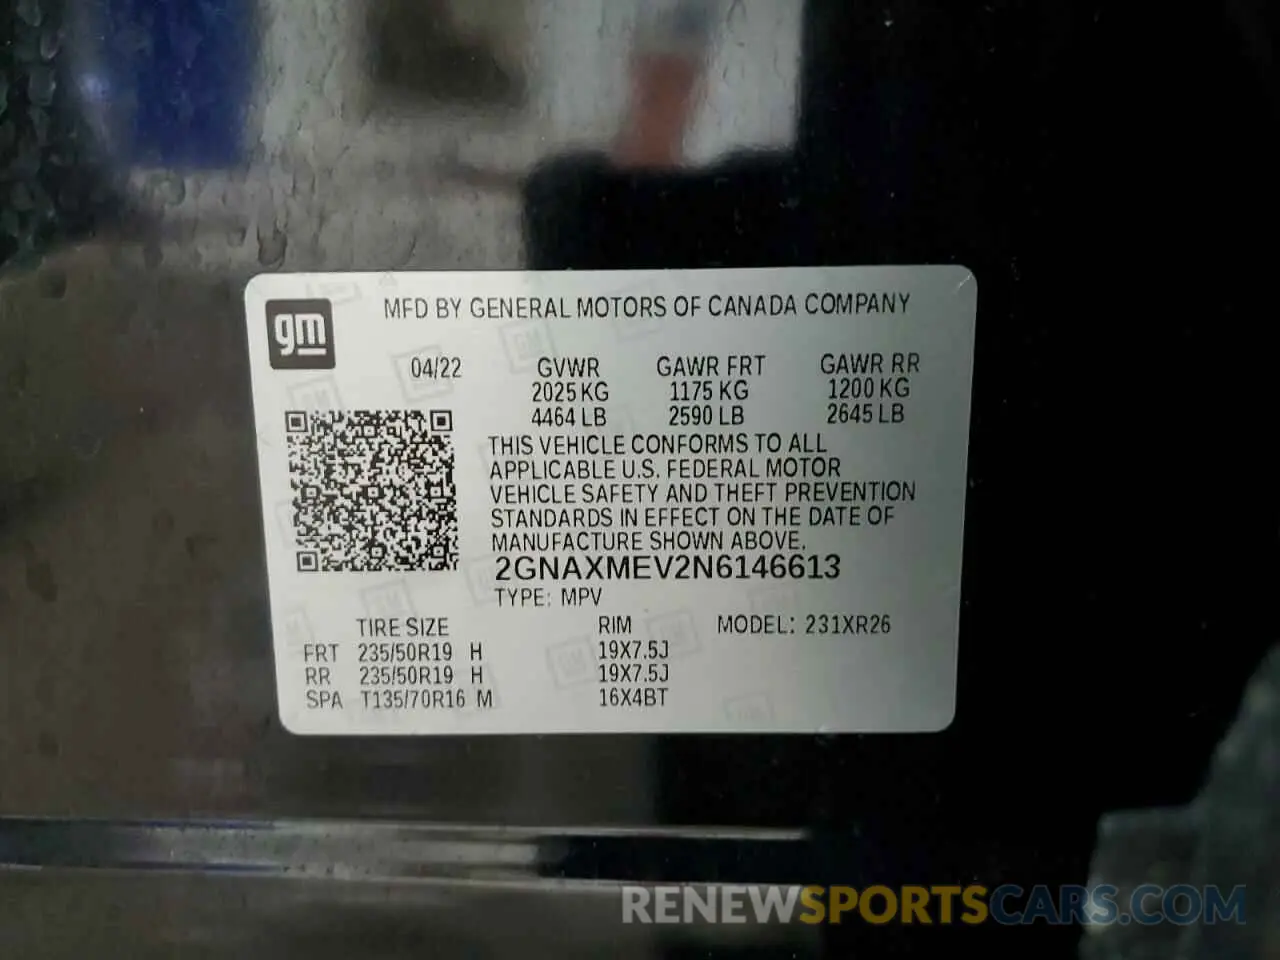 gm
MFD BY GENERAL MOTORS OF CANADA COMPANY
04/22 GVWR GAWR FRT GAWR RR
2025 KG 1175 KG 1200 KG
4464 LB 2590 LB 2645 LB
THIS VEHICLE CONFORMS TO ALL
APPLICABLE U.S. FEDERAL MOTOR
VEHICLE SAFETY AND THEFT PREVENTION
STANDARDS IN EFFECT ON THE DATE OF
MANUFACTURE SHOWN ABOVE.
2GNAXMEV2N6146613
TYPE: MPV
TIRE SIZE RIM MODEL: 231XR26
FRT 235/50R19 H 19X7.5J
RR 235/50R19 H 19X7.5J
SPA T135/70R16 M 16X4BT
RENEWSPORTSCARS.COM